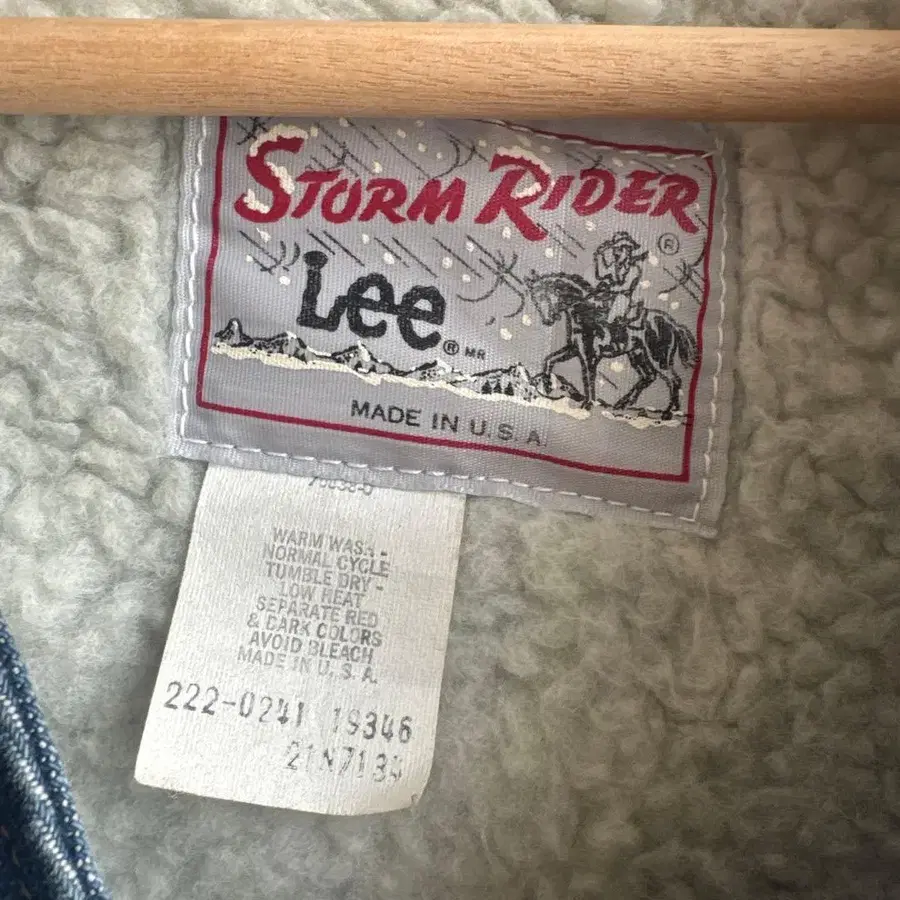 STORM RIDER
®
Lee ® MR
MADE IN U.S.A.
WARM WASH -
NORMAL CYCLE
TUMBLE DRY -
LOW HEAT
SEPARATE RED
& DARK COLORS
AVOID BLEACH
MADE IN U.S.A.
222-0241 19346